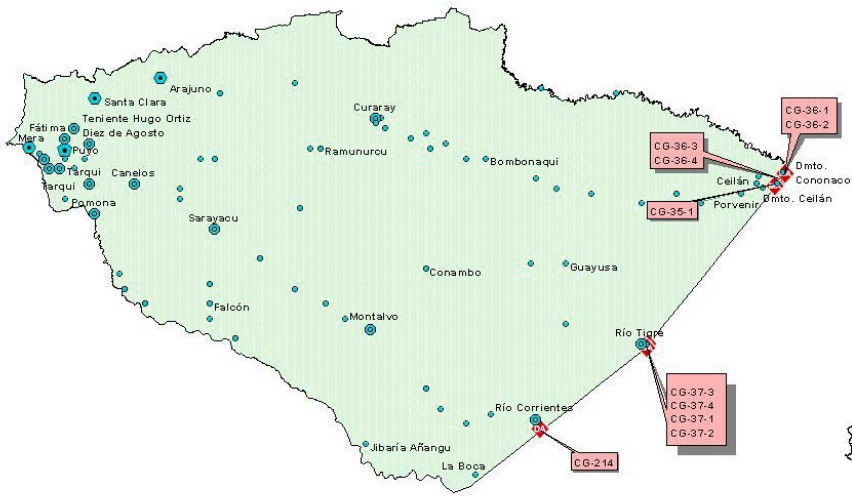 Arajuno
Santa Clara
Teniente Hugo Ortiz
Fátima
Diez de Agosto
Mera
Puyo
Tarqui
Canelos
Tarqui
Pomona
Curaray
Ramunurcu
Bombonaqui
CG-36-1
CG-36-2
CG-36-3
CG-36-4
Dmto.
Cononaco
Ceilán
Dmto. Ceilán
Porvenir
CG-35-1
Sarayacu
Conambo
Guayusa
Falcón
Montalvo
Río Tigre
CG-37-3
CG-37-4
CG-37-1
CG-37-2
Río Corrientes
DA
CG-214
Jibaría Añangu
La Boca